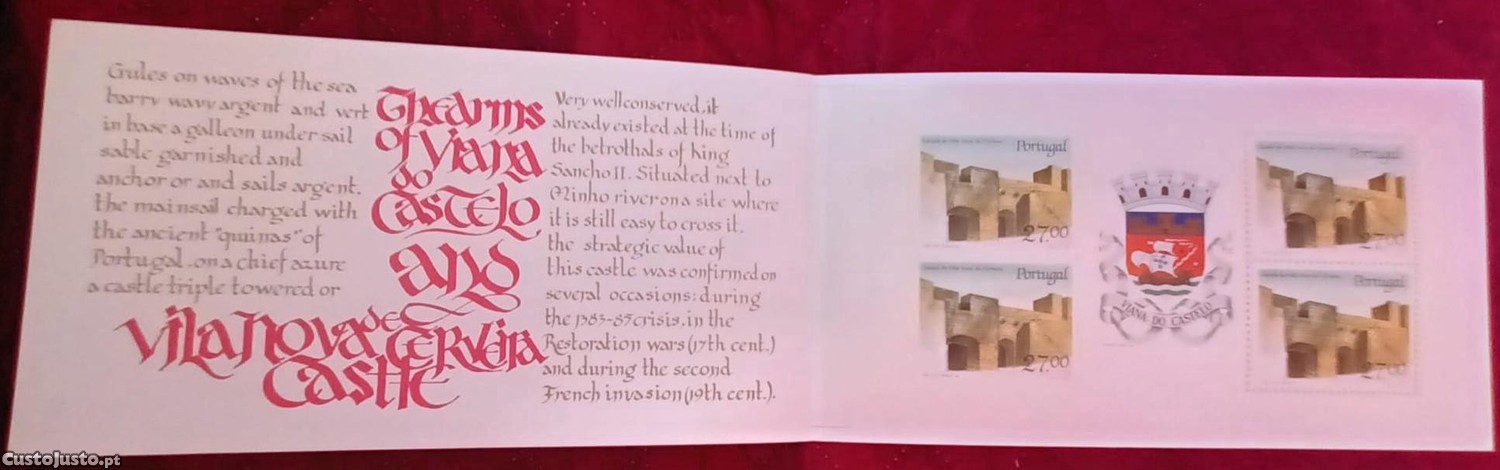 Gules on waves of the sea
barry wavy argent and vert
in base a galleon under sail
sable garnished and
anchor or and sails argent.
the mainsail charged with
the ancient "quinas" of
Portugal. on a chief azure
a castle triple towered or
The arms
of Viana
do
Castelo
and
Vila Nova de
Cerveira
Castle
Very well conserved, it
already existed at the time of
the betrothals of king
Sancho II. Situated next to
Minho river on a site where
it is still easy to cross it,
the strategic value of
this castle was confirmed on
several occasions: during
the 1383-85 crisis, in the
Restoration wars (17th cent.)
and during the second
French invasion (19th cent.).
Portugal
27.00
Portugal
27.00
VIANA DO CASTELO
Portugal
27.00
Portugal
27.00
CustoJusto.pt